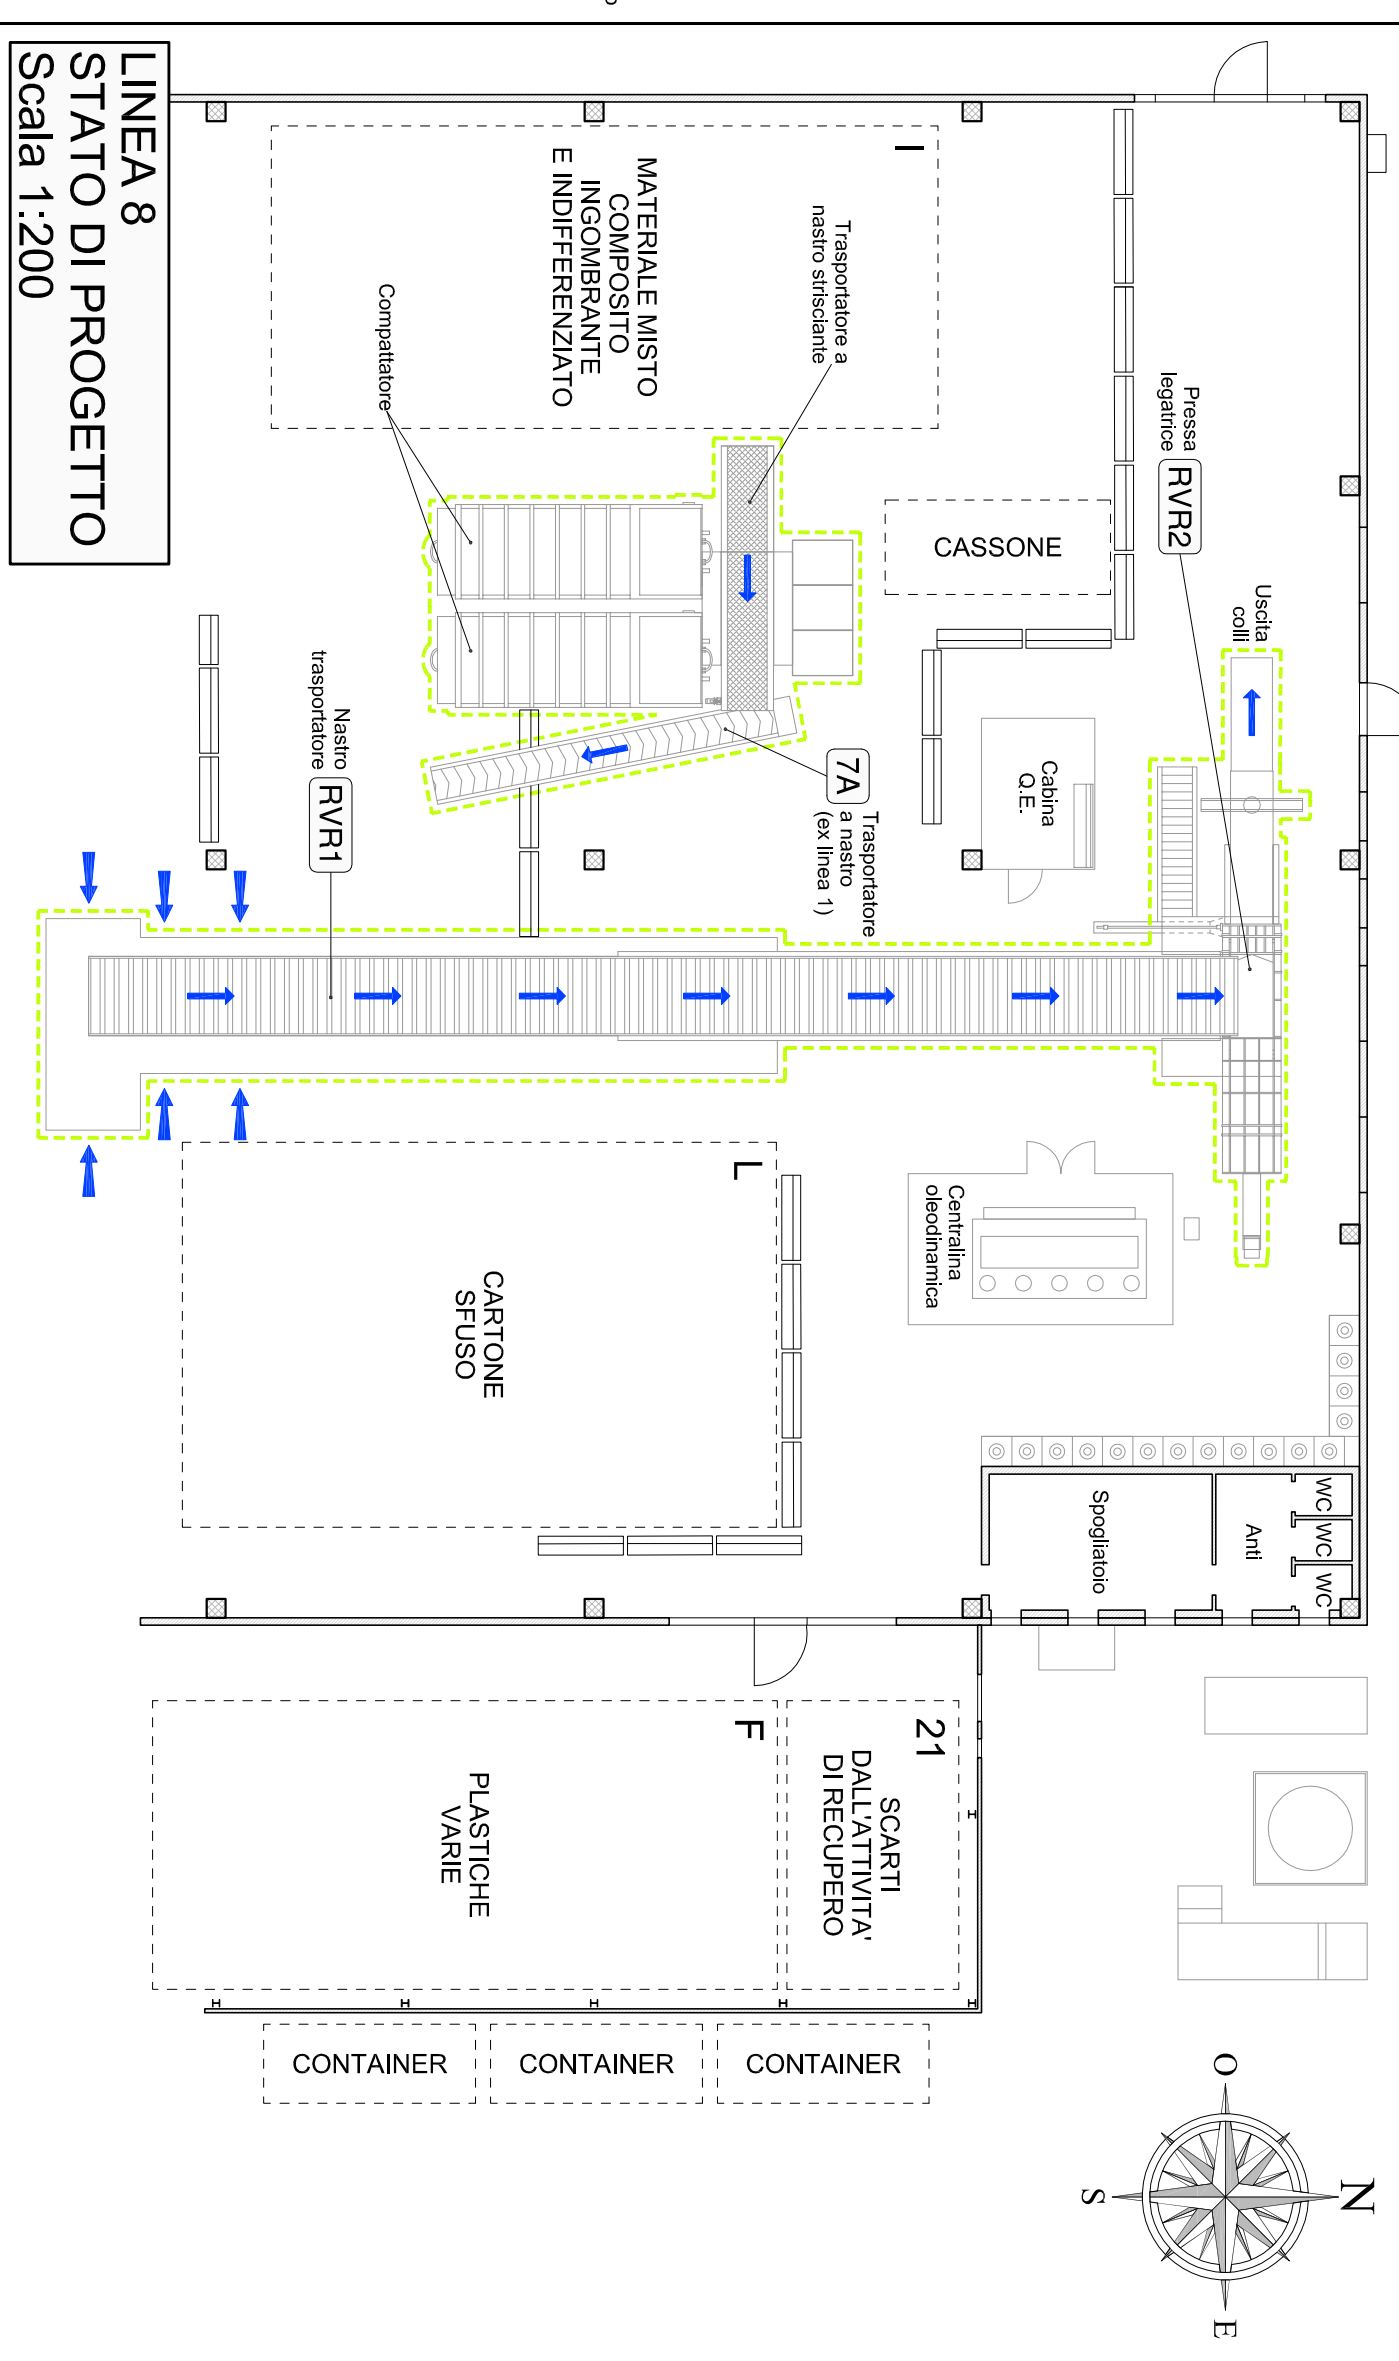 LINEA 8
STATO DI PROGETTO
Scala 1:200
I
MATERIALE MISTO
COMPOSITO
INGOMBRANTE
E INDIFFERENZIATO
Trasportatore a
nastro strisciante
Compattatore
Pressa
legatrice
RVR2
CASSONE
Uscita
colli
Nastro
trasportatore
RVR1
7A
Trasportatore
a nastro
(ex linea 1)
Cabina
Q.E.
L
CARTONE
SFUSO
Centralina
oleodinamica
Spogliatoio
Anti
WC
WC
WC
21
SCARTI
DALL'ATTIVITA'
DI RECUPERO
F
PLASTICHE
VARIE
CONTAINER
CONTAINER
CONTAINER
N
O
S
E